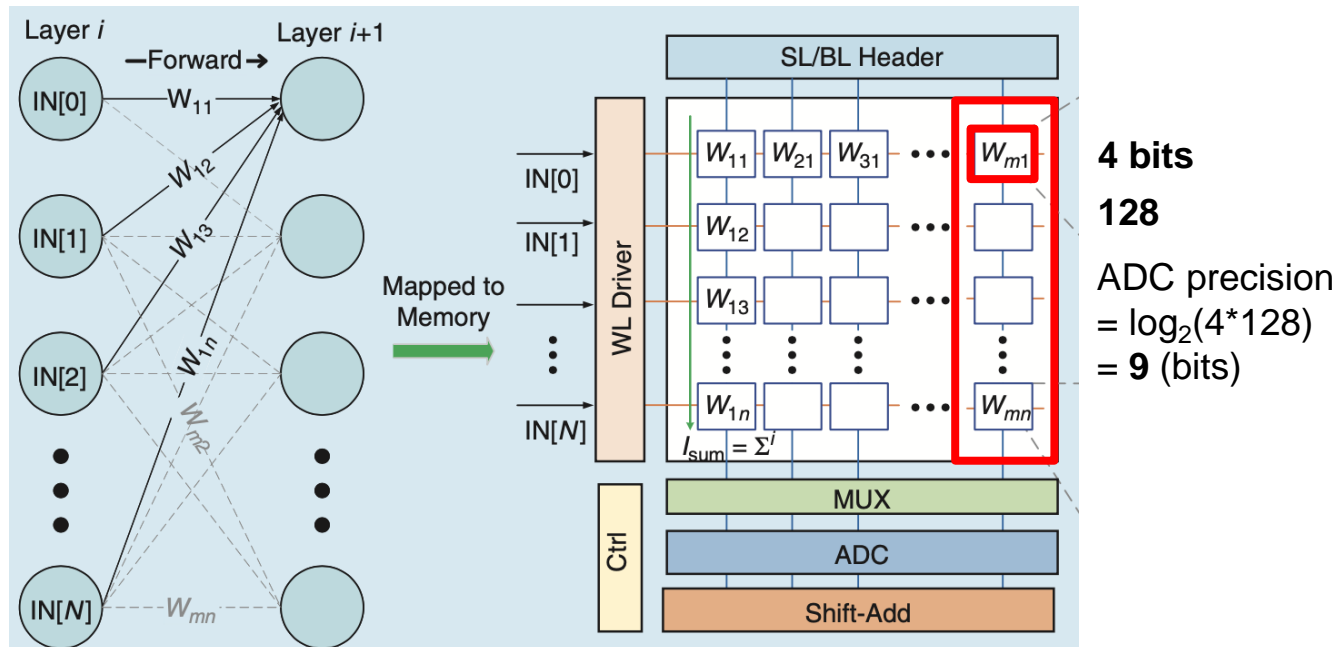 Layer i
Forward
Layer i+1
IN[0]
W11
W12
IN[1]
W13
IN[2]
W1n
Wm2
IN[N]
Wmn
Mapped to
Memory
SL/BL Header
WL Driver
IN[0]
IN[1]
IN[N]
W11 W21 W31 Wm1
W12
W13
W1n Wmn
Isum = Σi
Ctrl
MUX
ADC
Shift-Add
4 bits
128
ADC precision
= log2(4*128)
= 9 (bits)